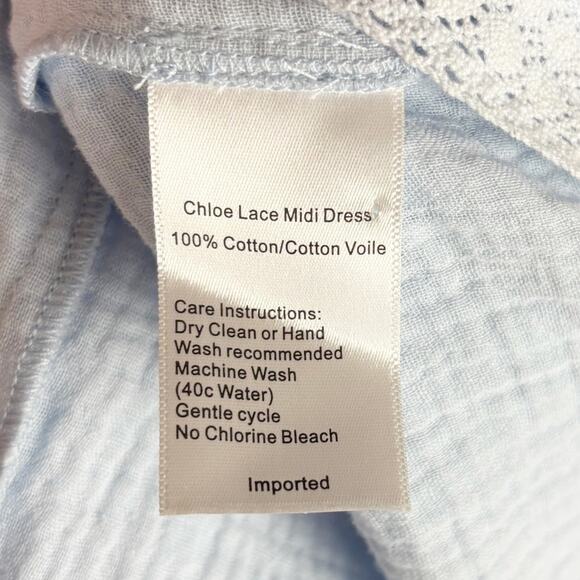 Chloe Lace Midi Dress
100% Cotton/Cotton Voile
Care Instructions:
Dry Clean or Hand
Wash recommended
Machine Wash
(40c Water)
Gentle cycle
No Chlorine Bleach
Imported